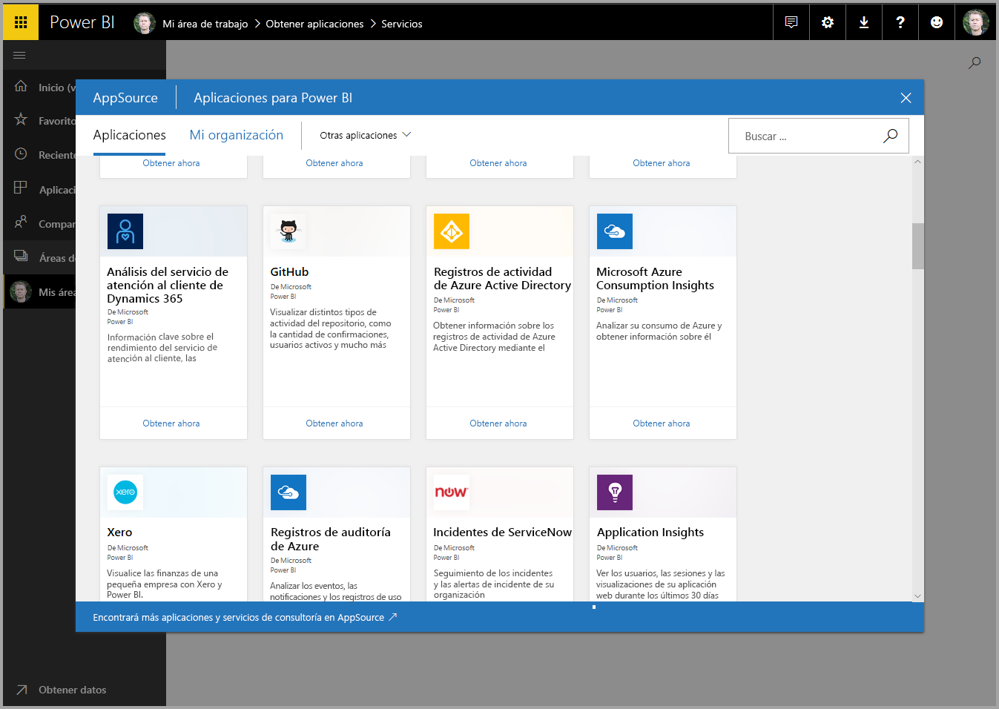 Power BI
Mi área de trabajo > Obtener aplicaciones > Servicios
Inicio (v
Favorito
Reciente
Aplicaci
Compar
Áreas de
Mis área
Obtener datos
AppSource
Aplicaciones para Power BI
Aplicaciones
Mi organización
Otras aplicaciones
Buscar ...
Obtener ahora
Obtener ahora
Obtener ahora
Obtener ahora
Análisis del servicio de
atención al cliente de
Dynamics 365
De Microsoft
Power BI
Información clave sobre el
rendimiento del servicio de
atención al cliente, las
Obtener ahora
GitHub
De Microsoft
Power BI
Visualizar distintos tipos de
actividad del repositorio, como
la cantidad de confirmaciones,
usuarios activos y mucho más
Obtener ahora
Registros de actividad
de Azure Active Directory
De Microsoft
Power BI
Obtener información sobre los
registros de actividad de Azure
Active Directory mediante el
Obtener ahora
Microsoft Azure
Consumption Insights
De Microsoft
Power BI
Analizar su consumo de Azure y
obtener información sobre él
Obtener ahora
xero
Xero
De Microsoft
Power BI
Visualice las finanzas de una
pequeña empresa con Xero y
Power BI.
Registros de auditoría
de Azure
De Microsoft
Power BI
Analizar los eventos, las
notificaciones y los registros de uso
now
Incidentes de ServiceNow
De Microsoft
Power BI
Seguimiento de los incidentes
y las alertas de incidente de su
organización
Application Insights
De Microsoft
Power BI
Ver los usuarios, las sesiones y las
visualizaciones de su aplicación
web durante los últimos 30 días
Encontrará más aplicaciones y servicios de consultoría en AppSource